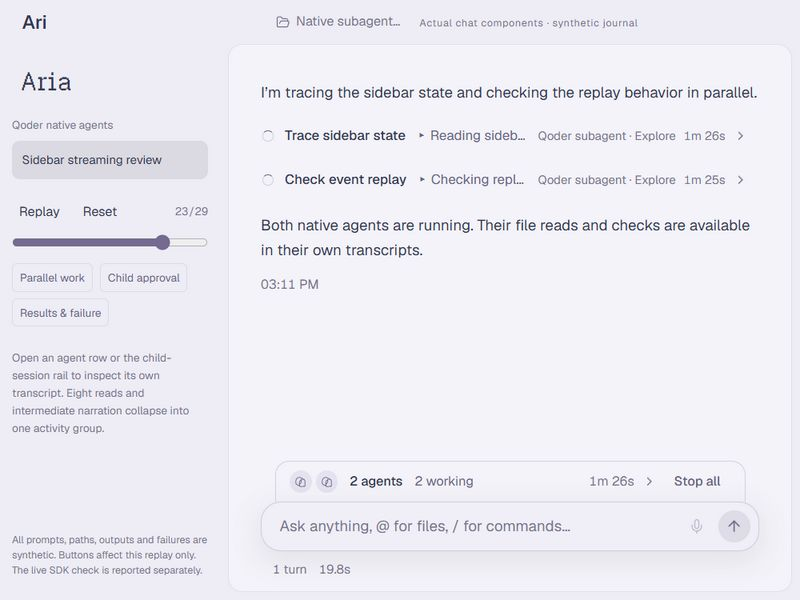 Ari
Native subagent... Actual chat components · synthetic journal
Aria
Qoder native agents
Sidebar streaming review
Replay Reset 23/29
Parallel work Child approval
Results & failure
Open an agent row or the child-
session rail to inspect its own
transcript. Eight reads and
intermediate narration collapse into
one activity group.
All prompts, paths, outputs and failures are
synthetic. Buttons affect this replay only.
The live SDK check is reported separately.
I'm tracing the sidebar state and checking the replay behavior in parallel.
Trace sidebar state ▸ Reading sideb... Qoder subagent · Explore 1m 26s
Check event replay ▸ Checking repl... Qoder subagent · Explore 1m 25s
Both native agents are running. Their file reads and checks are available
in their own transcripts.
03:11 PM
2 agents 2 working 1m 26s Stop all
Ask anything, @ for files, / for commands...
1 turn 19.8s